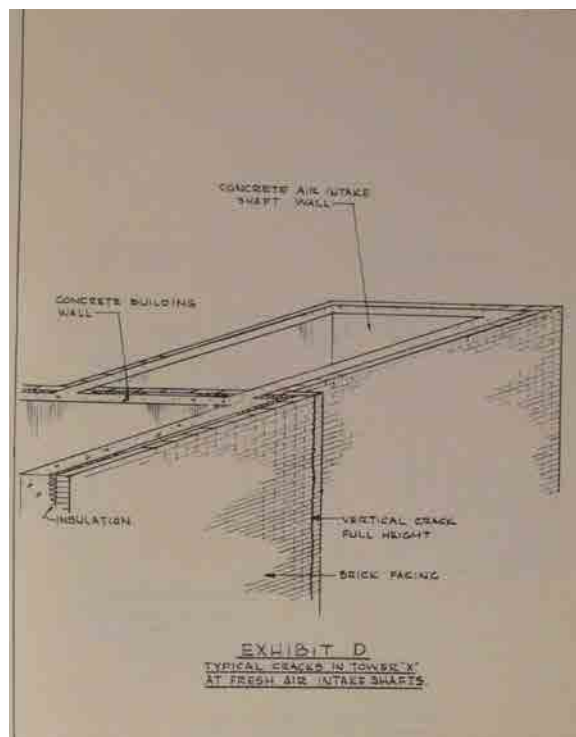 CONCRETE AIR INTAKE
SHAFT WALL
CONCRETE BUILDING
WALL
INSULATION
VERTICAL CRACK
FULL HEIGHT
BRICK FACING
EXHIBIT D
TYPICAL CRACKS IN TOWER "X"
AT FRESH AIR INTAKE SHAFTS